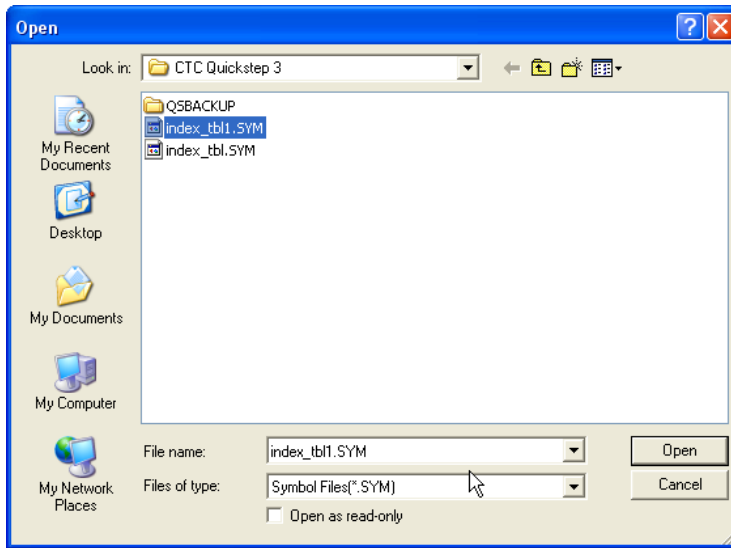 Open
Look in:
CTC Quickstep 3
My Recent
Documents
Desktop
My Documents
My Computer
My Network
Places
QSBACKUP
index_tbl1.SYM
index_tbl.SYM
File name:
index_tbl1.SYM
Open
Files of type:
Symbol Files(*.SYM)
Cancel
Open as read-only